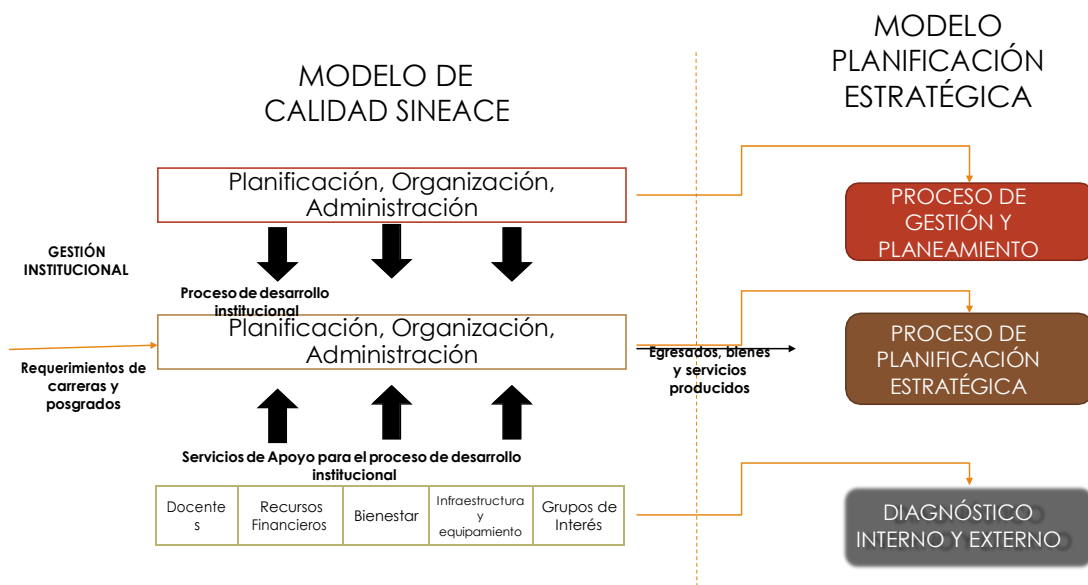 MODELO DE
CALIDAD SINEACE
MODELO
PLANIFICACIÓN
ESTRATÉGICA
Planificación, Organización,
Administración
PROCESO DE
GESTIÓN Y
PLANEAMIENTO
GESTIÓN
INSTITUCIONAL
Proceso de desarrollo
institucional
Planificación, Organización,
Administración
Requerimientos de
carreras y
posgrados
Egresados, bienes
y servicios
producidos
PROCESO DE
PLANIFICACIÓN
ESTRATÉGICA
Servicios de Apoyo para el proceso de desarrollo
institucional
Docente
s
Recursos
Financieros
Bienestar
Infraestructura
y
equipamiento
Grupos de
Interés
DIAGNÓSTICO
INTERNO Y EXTERNO